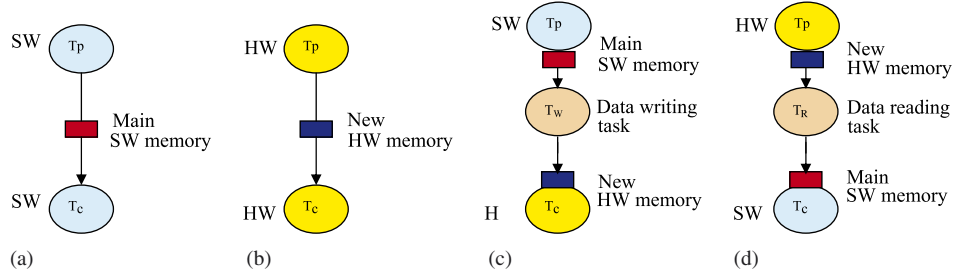 SW
Tp
Main
SW memory
SW
Tc
(a)
HW
Tp
New
HW memory
HW
Tc
(b)
SW
Tp
Main
SW memory
TW
Data writing
task
New
HW memory
H
Tc
(c)
HW
Tp
New
HW memory
TR
Data reading
task
Main
SW memory
SW
Tc
(d)